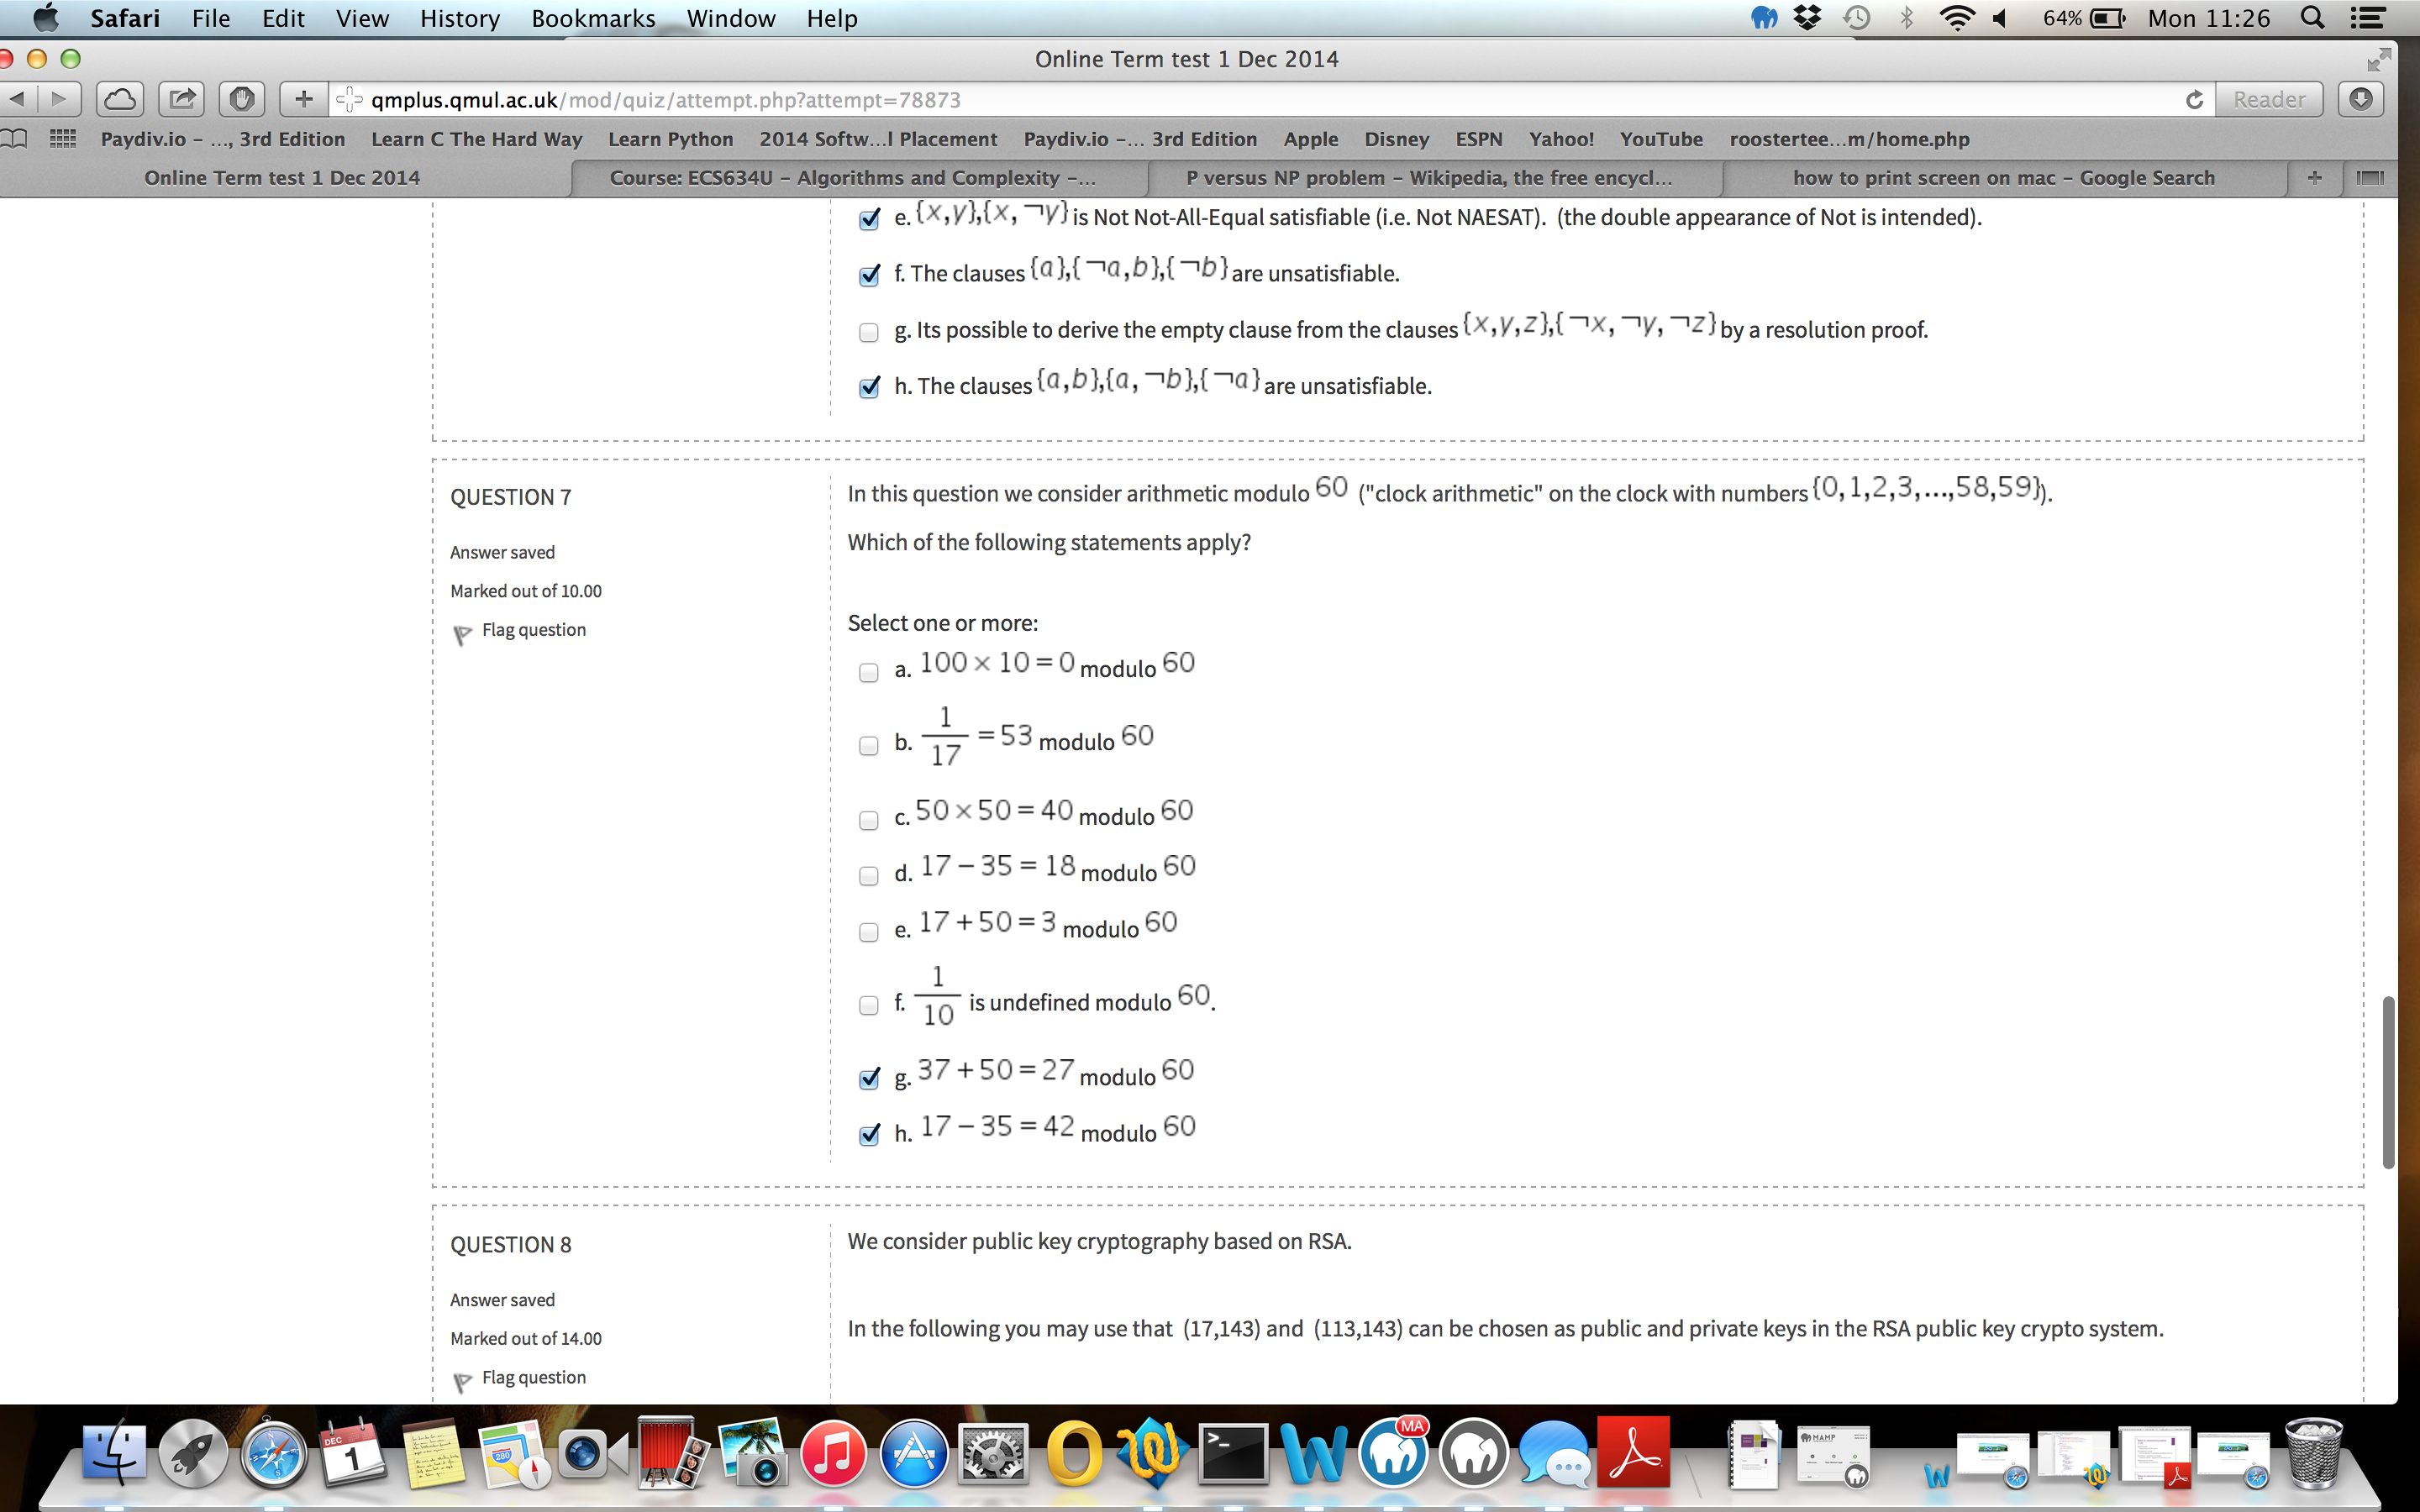 Safari File Edit View History Bookmarks Window Help 64% Mon 11:26
Online Term test 1 Dec 2014
qmplus.qmul.ac.uk/mod/quiz/attempt.php?attempt=78873 Reader
Paydiv.io – ..., 3rd Edition Learn C The Hard Way Learn Python 2014 Softw...l Placement Paydiv.io –... 3rd Edition Apple Disney ESPN Yahoo! YouTube roostertee...m/home.php
Online Term test 1 Dec 2014 Course: ECS634U – Algorithms and Complexity –... P versus NP problem – Wikipedia, the free encycl... how to print screen on mac – Google Search
e. {x,y},{x, ¬y} is Not Not-All-Equal satisfiable (i.e. Not NAESAT). (the double appearance of Not is intended).
f. The clauses {a},{¬a,b},{¬b} are unsatisfiable.
g. Its possible to derive the empty clause from the clauses {x,y,z},{¬x, ¬y, ¬z} by a resolution proof.
h. The clauses {a,b},{a, ¬b},{¬a} are unsatisfiable.
QUESTION 7
Answer saved
Marked out of 10.00
Flag question
In this question we consider arithmetic modulo 60 ("clock arithmetic" on the clock with numbers {0,1,2,3,...,58,59}).
Which of the following statements apply?
Select one or more:
a. 100 × 10 = 0 modulo 60
b. 1/17 = 53 modulo 60
c. 50 × 50 = 40 modulo 60
d. 17 – 35 = 18 modulo 60
e. 17 + 50 = 3 modulo 60
f. 1/10 is undefined modulo 60.
g. 37 + 50 = 27 modulo 60
h. 17 – 35 = 42 modulo 60
QUESTION 8
Answer saved
Marked out of 14.00
Flag question
We consider public key cryptography based on RSA.
In the following you may use that (17,143) and (113,143) can be chosen as public and private keys in the RSA public key crypto system.
DEC
1
280
>_
MA
MAMP